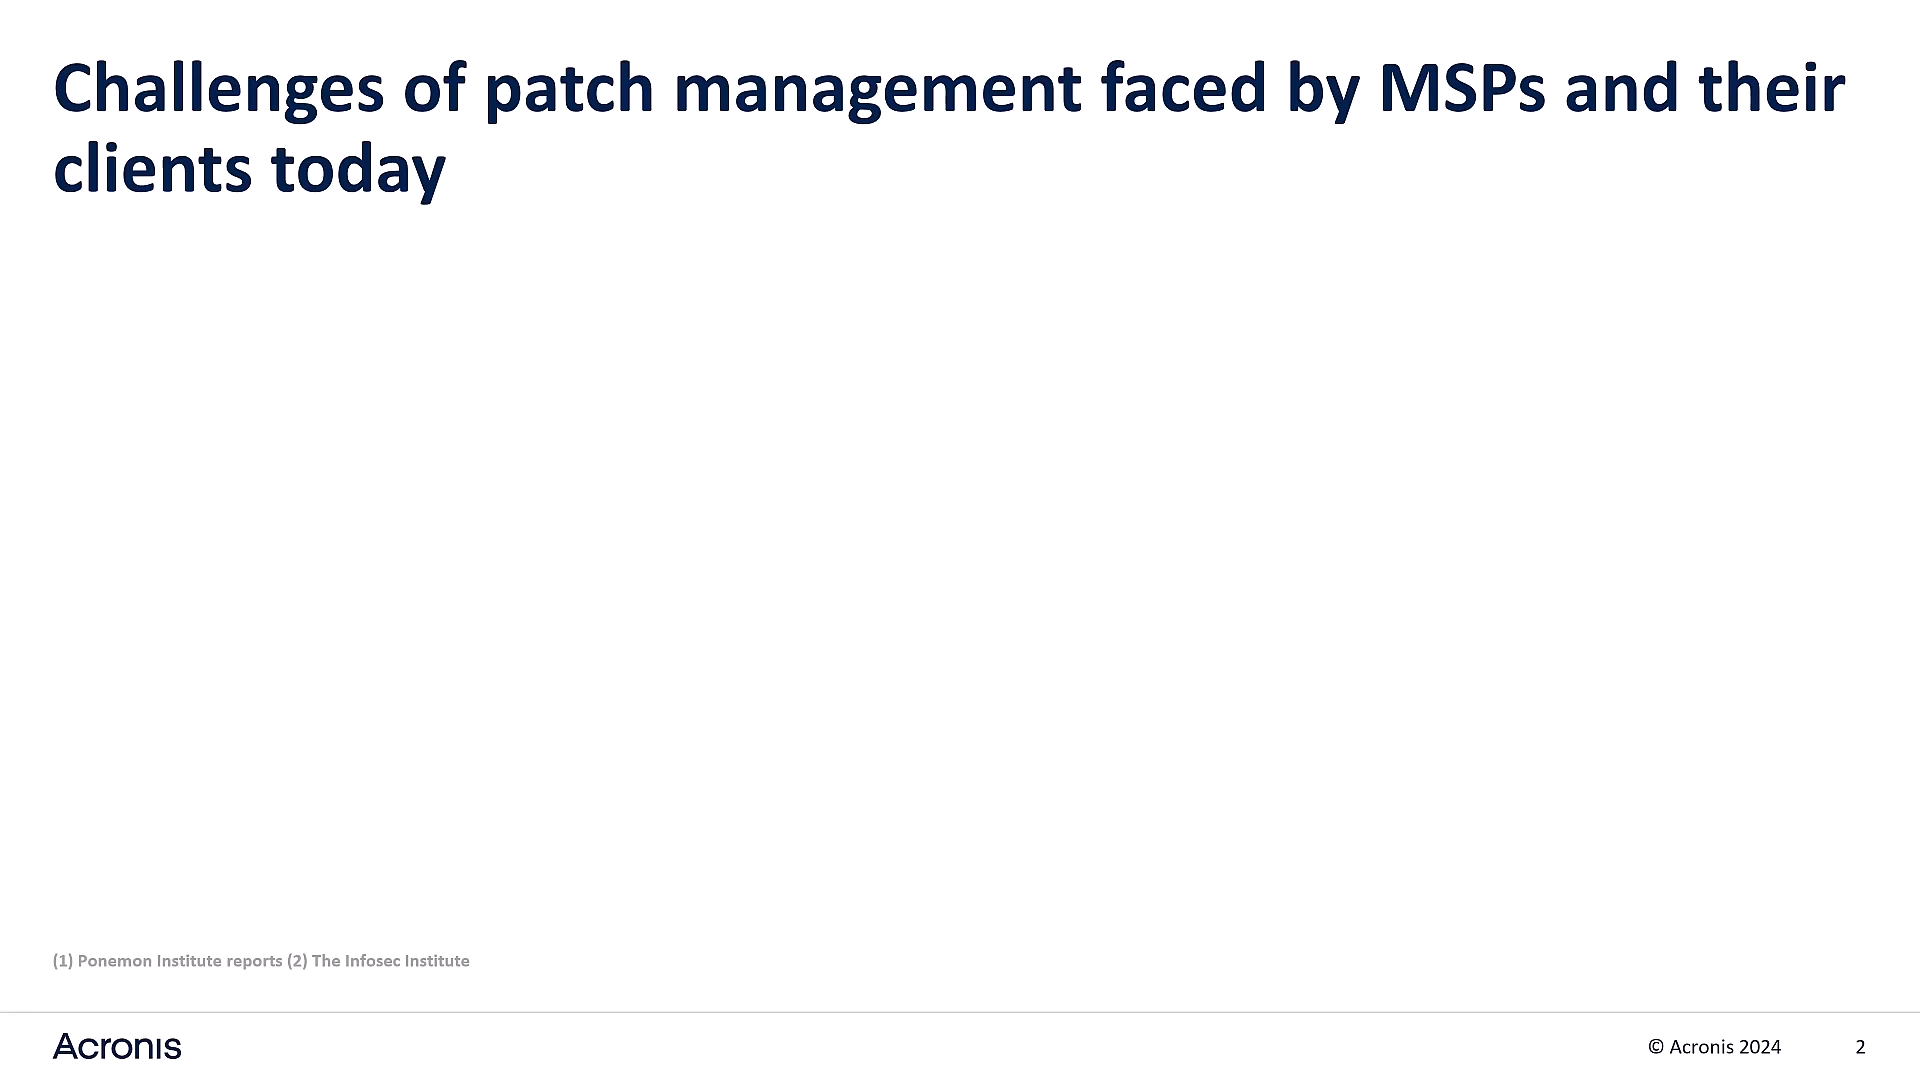 Challenges of patch management faced by MSPs and their
clients today
(1) Ponemon Institute reports (2) The Infosec Institute
Acronis
© Acronis 2024
2